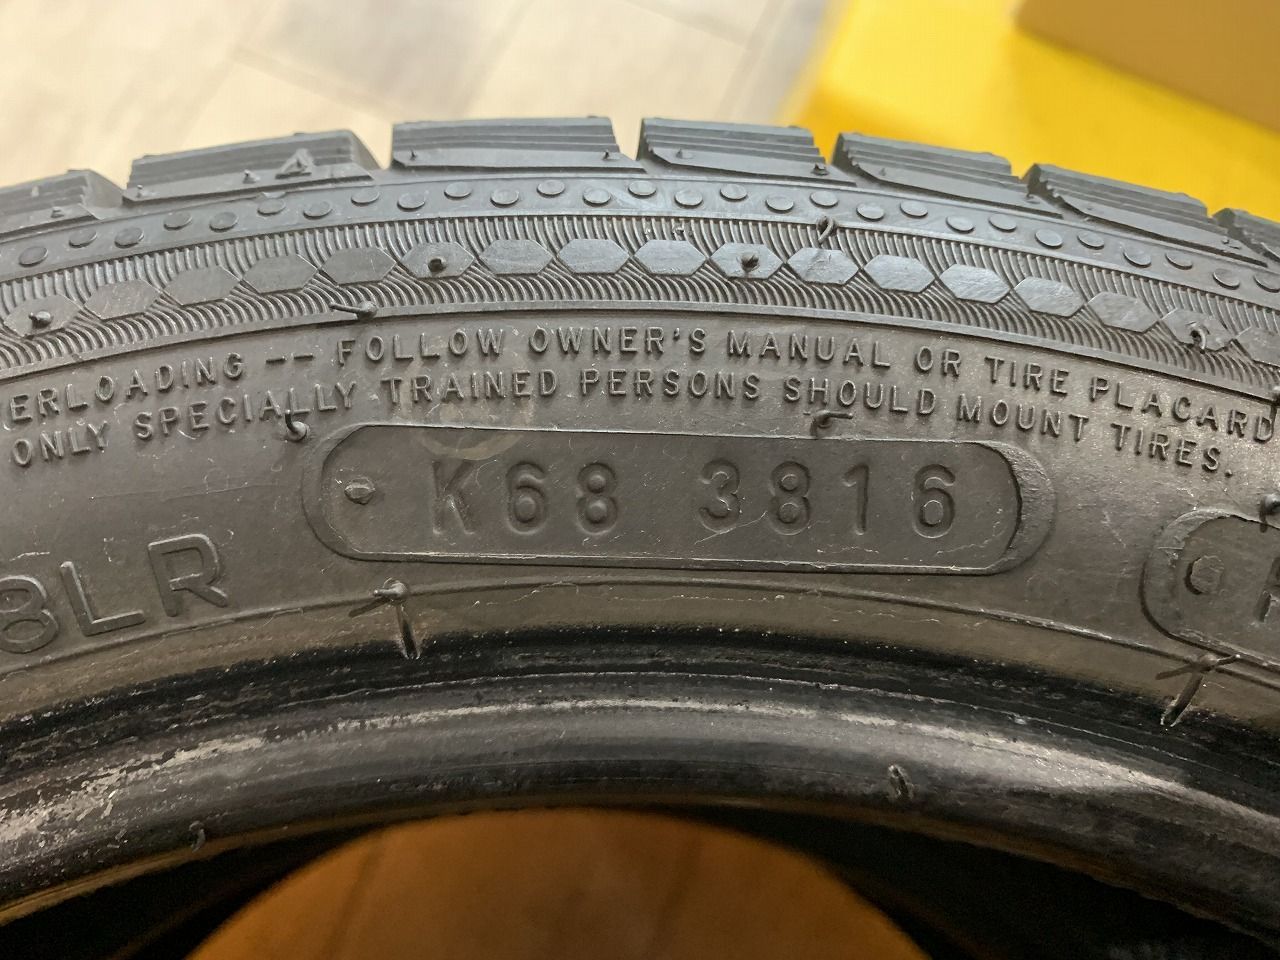 ERLOADING -- FOLLOW OWNER'S MANUAL OR TIRE PLACARD
ONLY SPECIALLY TRAINED PERSONS SHOULD MOUNT TIRES.
K68 3816
8LR